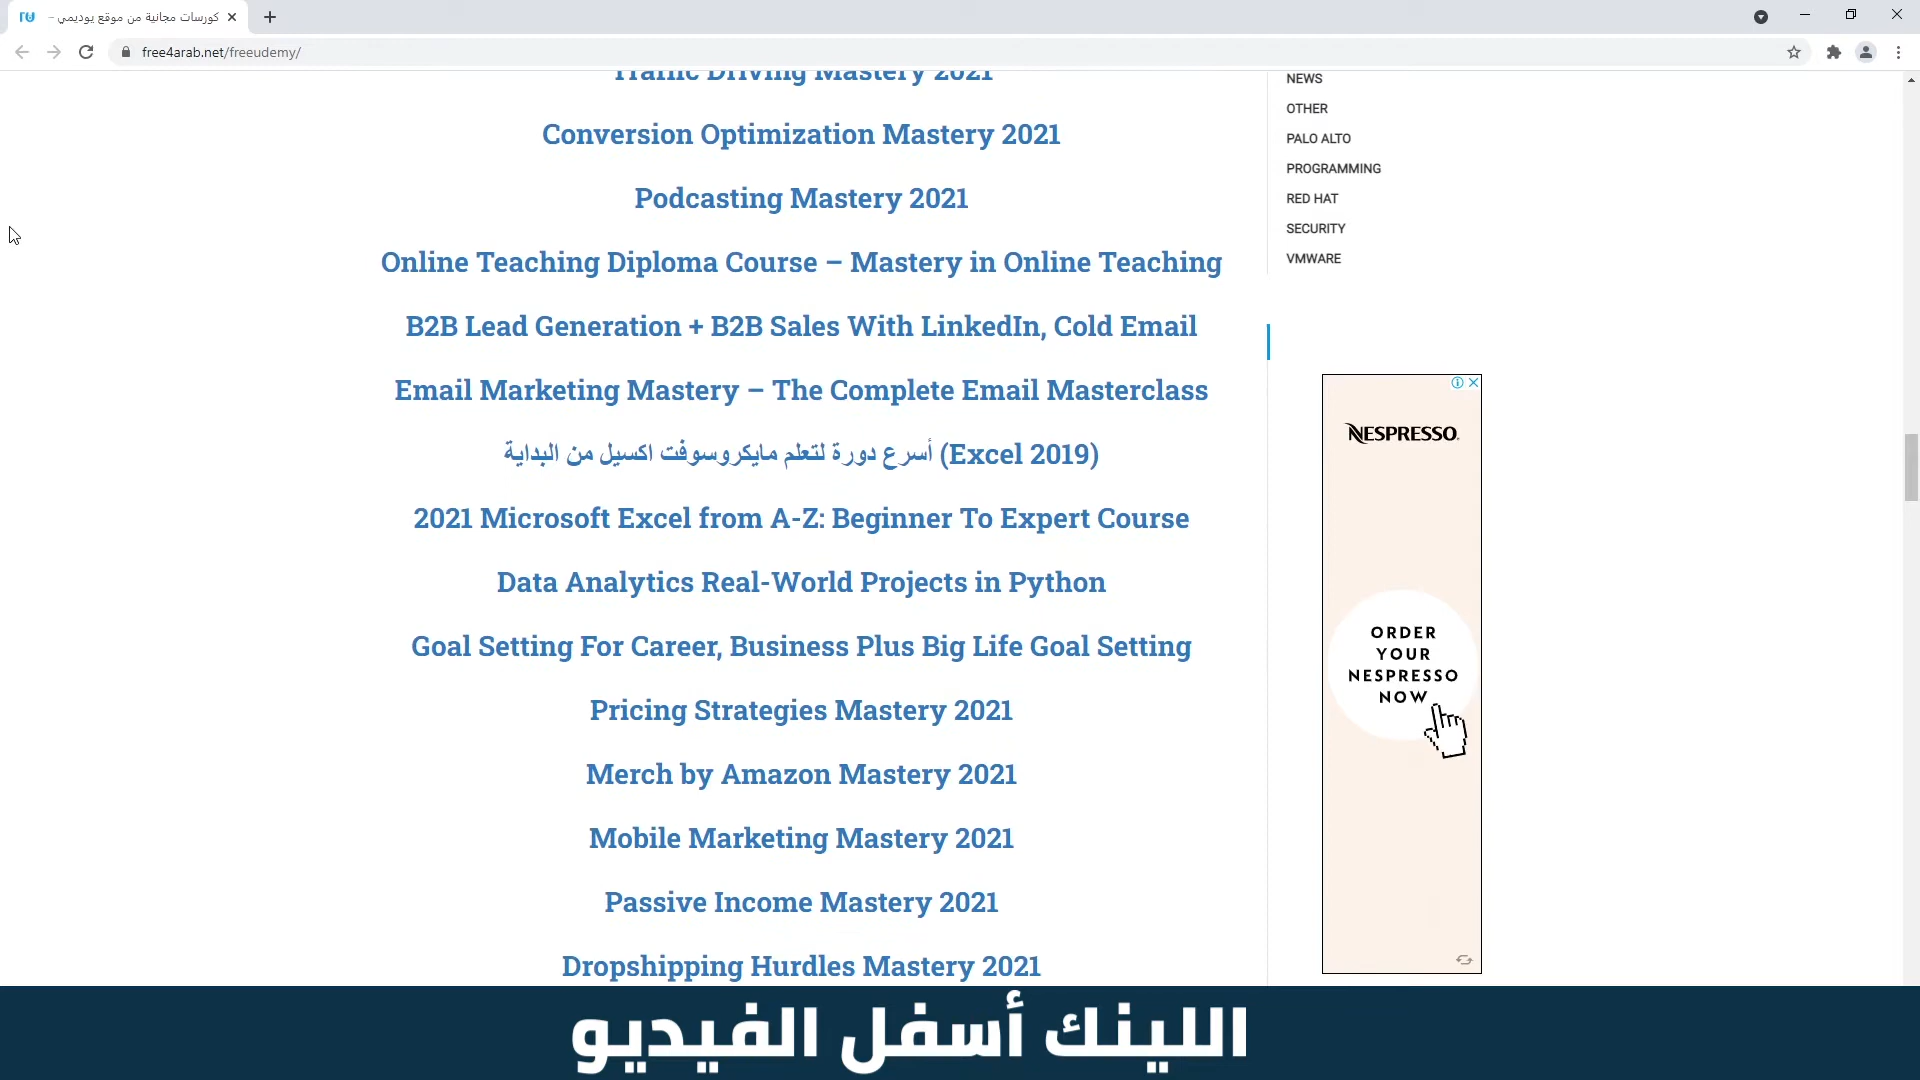 كورسات مجانية من موقع يوديمي –
free4arab.net/freeudemy/
Traffic Driving Mastery 2021
Conversion Optimization Mastery 2021
Podcasting Mastery 2021
Online Teaching Diploma Course – Mastery in Online Teaching
B2B Lead Generation + B2B Sales With LinkedIn, Cold Email
Email Marketing Mastery – The Complete Email Masterclass
أسرع دورة لتعلم مايكروسوفت اكسيل من البداية (Excel 2019)
2021 Microsoft Excel from A-Z: Beginner To Expert Course
Data Analytics Real-World Projects in Python
Goal Setting For Career, Business Plus Big Life Goal Setting
Pricing Strategies Mastery 2021
Merch by Amazon Mastery 2021
Mobile Marketing Mastery 2021
Passive Income Mastery 2021
Dropshipping Hurdles Mastery 2021
NEWS
OTHER
PALO ALTO
PROGRAMMING
RED HAT
SECURITY
VMWARE
NESPRESSO
ORDER
YOUR
NESPRESSO
NOW
اللينك أسفل الفيديو